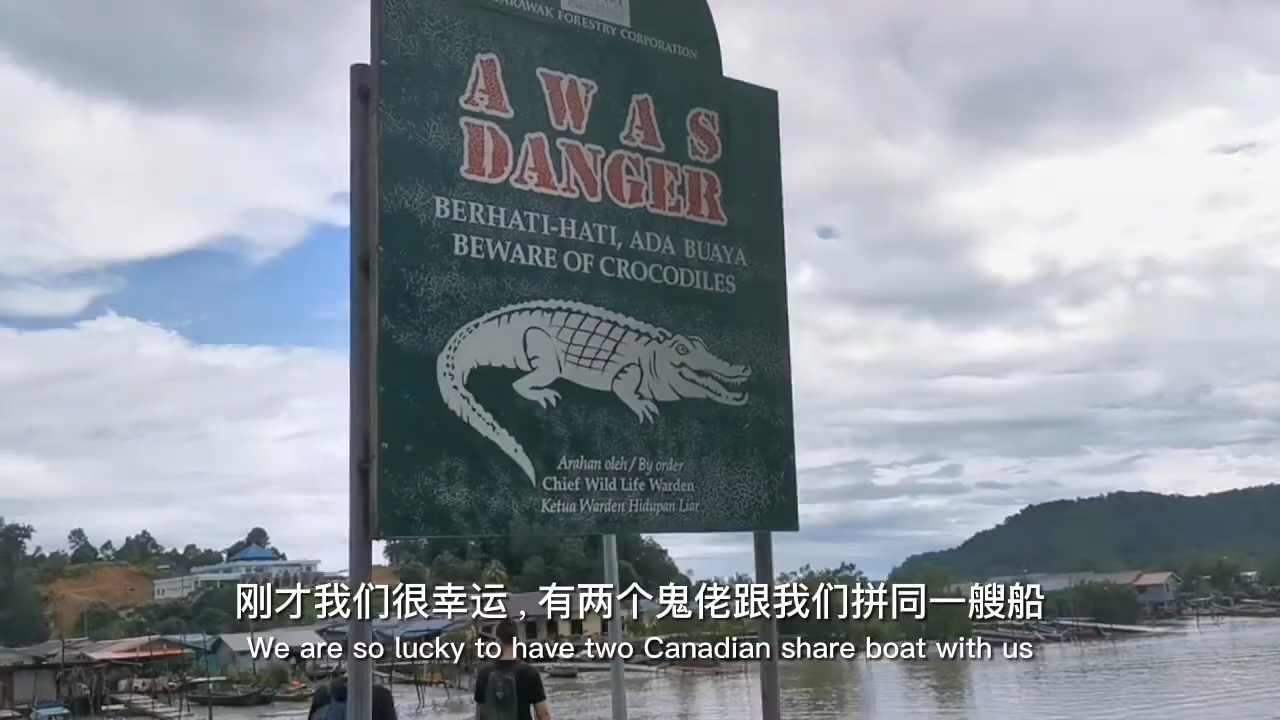 SARAWAK FORESTRY CORPORATION
AWAS
DANGER
BERHATI-HATI, ADA BUAYA
BEWARE OF CROCODILES
Arahan oleh / By order
Chief Wild Life Warden
Ketua Warden Hidupan Liar
刚才我们很幸运，有两个鬼佬跟我们拼同一艘船
We are so lucky to have two Canadian share boat with us